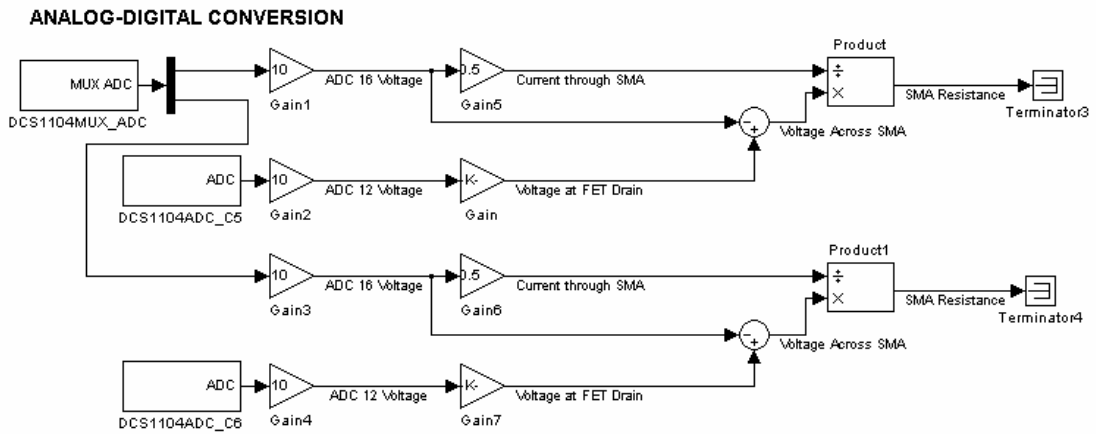 ANALOG-DIGITAL CONVERSION
MUX ADC
DCS1104MUX_ADC
10
Gain1
ADC 16 Voltage
0.5
Gain5
Current through SMA
Product
÷
×
SMA Resistance
Terminator3
-
+
Voltage Across SMA
ADC
DCS1104ADC_C5
10
Gain2
ADC 12 Voltage
-K-
Gain
Voltage at FET Drain
10
Gain3
ADC 16 Voltage
0.5
Gain6
Current through SMA
Product1
÷
×
SMA Resistance
Terminator4
-
+
Voltage Across SMA
ADC
DCS1104ADC_C6
10
Gain4
ADC 12 Voltage
-K-
Gain7
Voltage at FET Drain